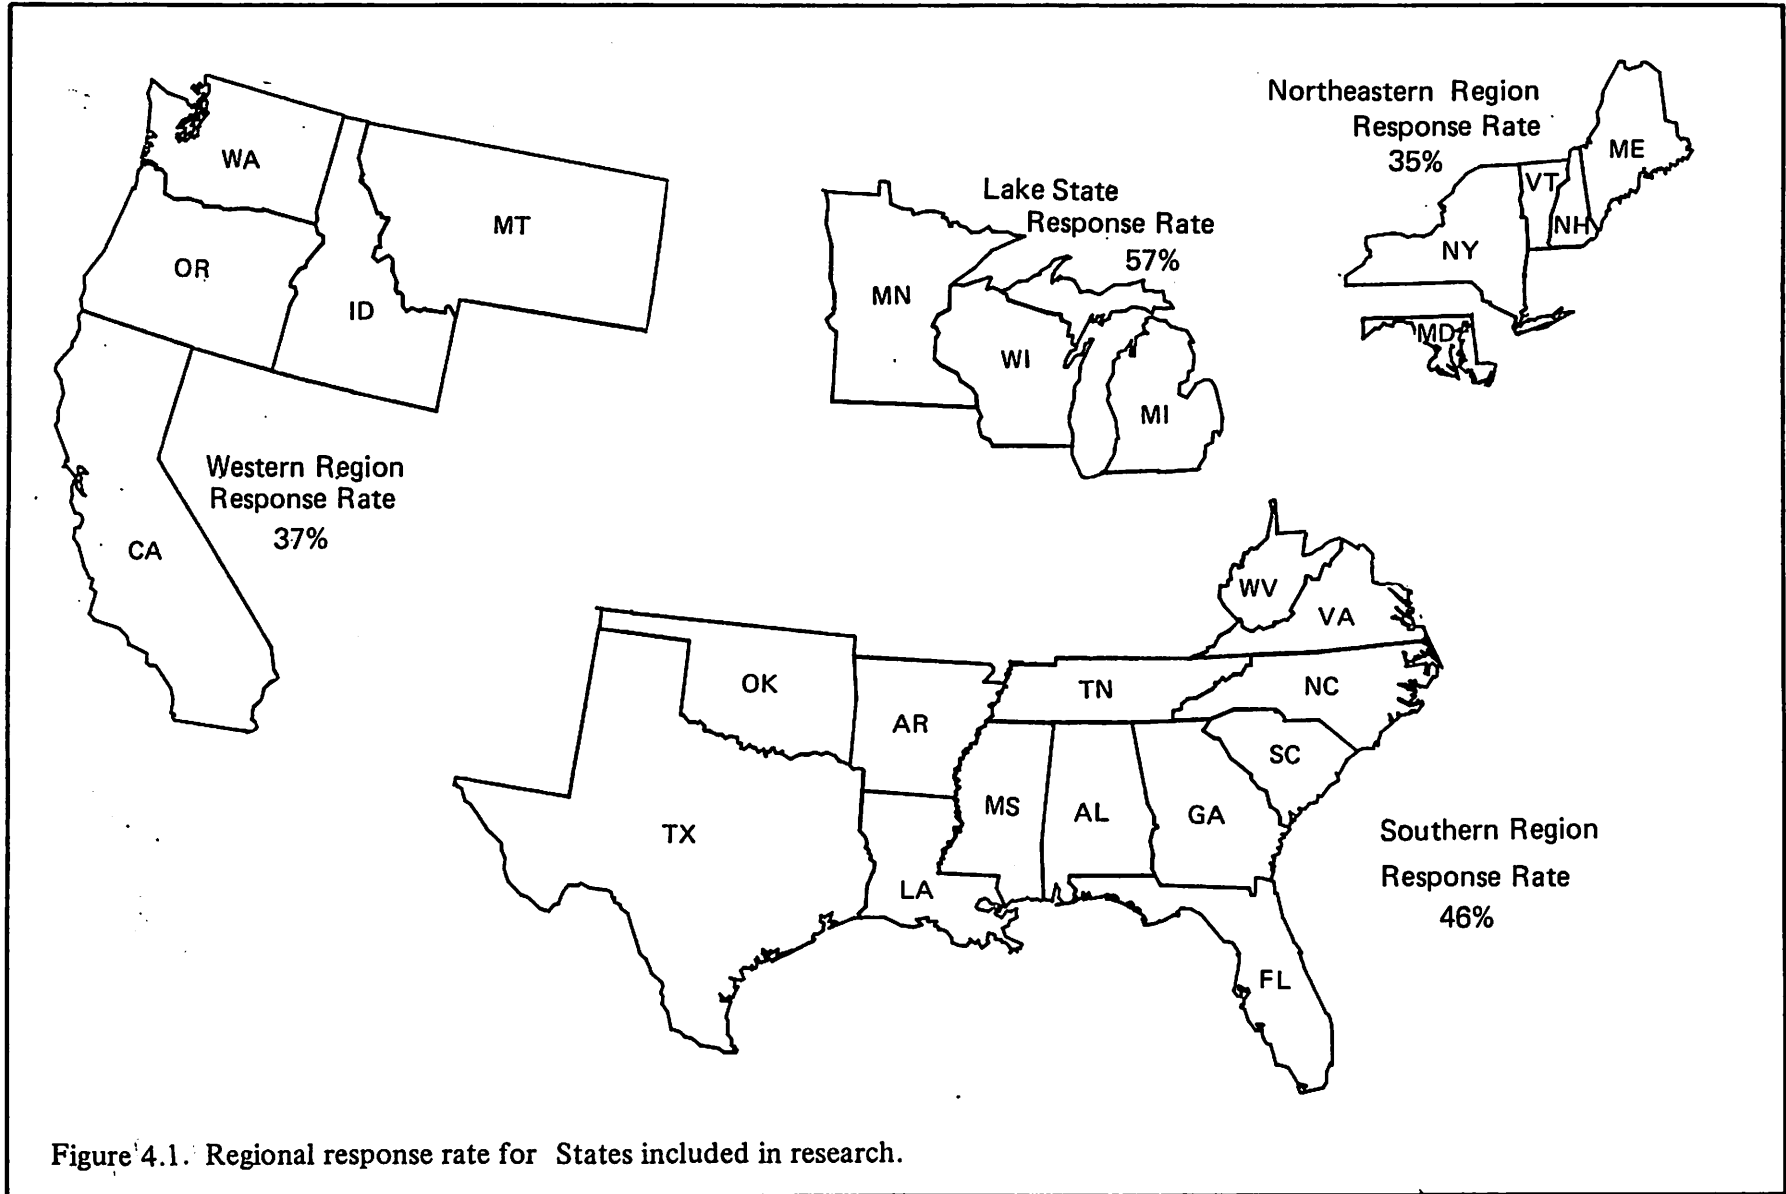 Northeastern Region
Response Rate
35%
ME
VT
NH
NY
MD
WA
MT
OR
ID
CA
Western Region
Response Rate
37%
Lake State
Response Rate
57%
MN
WI
MI
WV
VA
OK
TN
NC
AR
SC
MS
AL
GA
TX
LA
FL
Southern Region
Response Rate
46%
Figure 4.1. Regional response rate for States included in research.